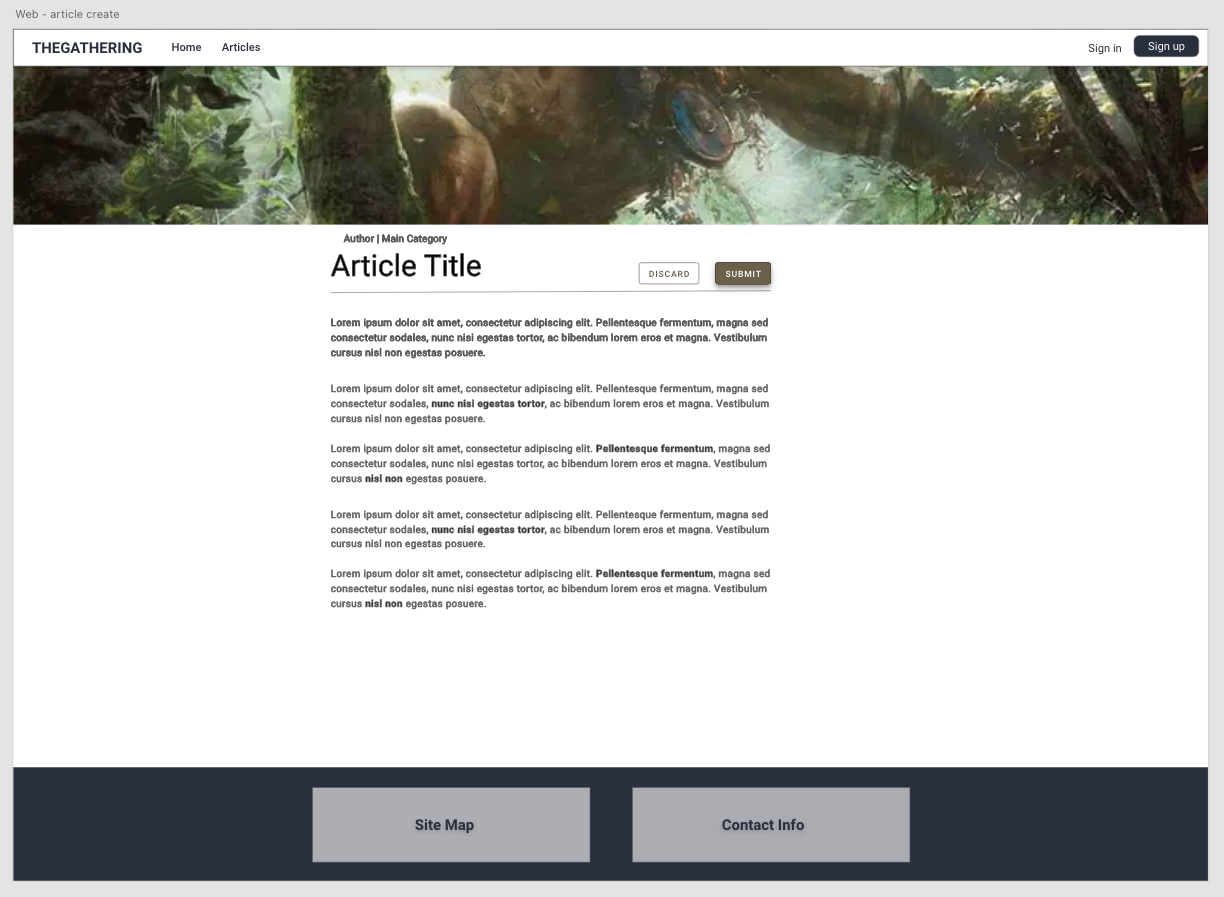 Web - article create
THEGATHERING Home Articles Sign in Sign up
Author | Main Category
Article Title
DISCARD SUBMIT
Lorem ipsum dolor sit amet, consectetur adipiscing elit. Pellentesque fermentum, magna sed
consectetur sodales, nunc nisi egestas tortor, ac bibendum lorem eros et magna. Vestibulum
cursus nisl non egestas posuere.
Lorem ipsum dolor sit amet, consectetur adipiscing elit. Pellentesque fermentum, magna sed
consectetur sodales, nunc nisi egestas tortor, ac bibendum lorem eros et magna. Vestibulum
cursus nisl non egestas posuere.
Lorem ipsum dolor sit amet, consectetur adipiscing elit. Pellentesque fermentum, magna sed
consectetur sodales, nunc nisi egestas tortor, ac bibendum lorem eros et magna. Vestibulum
cursus nisl non egestas posuere.
Lorem ipsum dolor sit amet, consectetur adipiscing elit. Pellentesque fermentum, magna sed
consectetur sodales, nunc nisi egestas tortor, ac bibendum lorem eros et magna. Vestibulum
cursus nisl non egestas posuere.
Lorem ipsum dolor sit amet, consectetur adipiscing elit. Pellentesque fermentum, magna sed
consectetur sodales, nunc nisi egestas tortor, ac bibendum lorem eros et magna. Vestibulum
cursus nisl non egestas posuere.
Site Map Contact Info